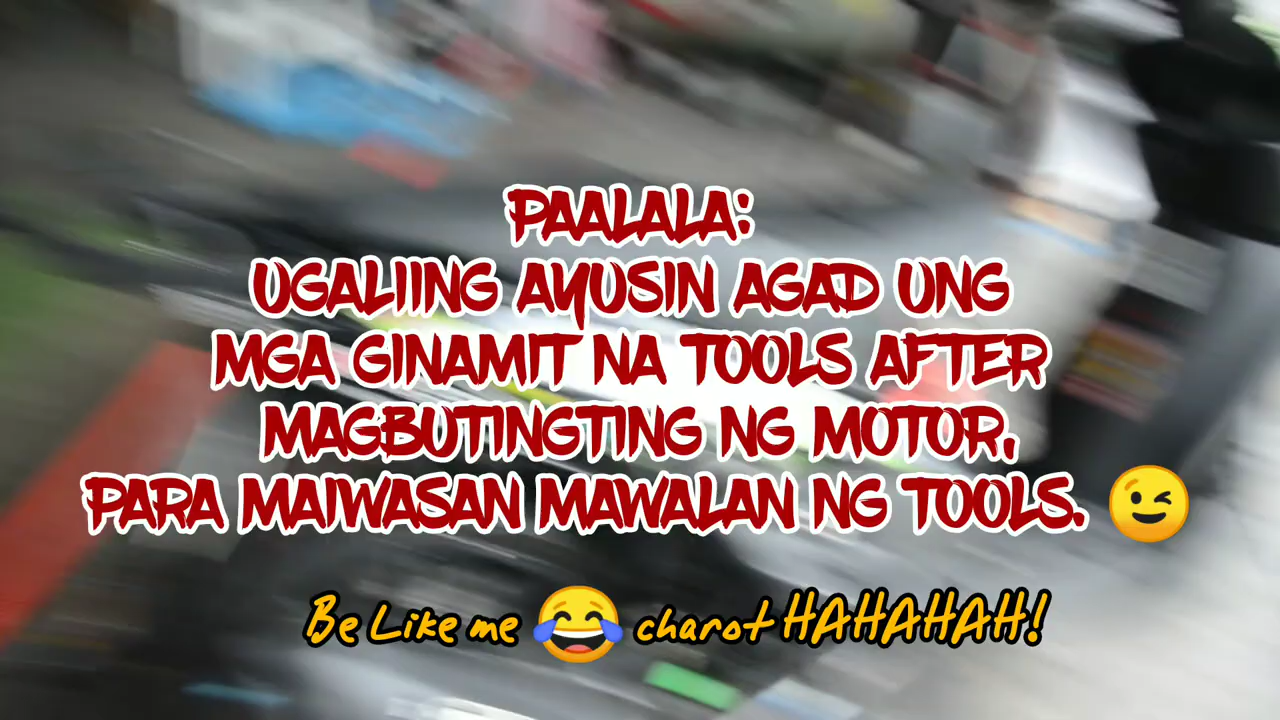 PAALALA:
UGALIING AYUSIN AGAD UNG
MGA GINAMIT NA TOOLS AFTER
MAGBUTINGTING NG MOTOR,
PARA MAIWASAN MAWALAN NG TOOLS. 😉
Be Like me 😂 charot HAHAHAH!